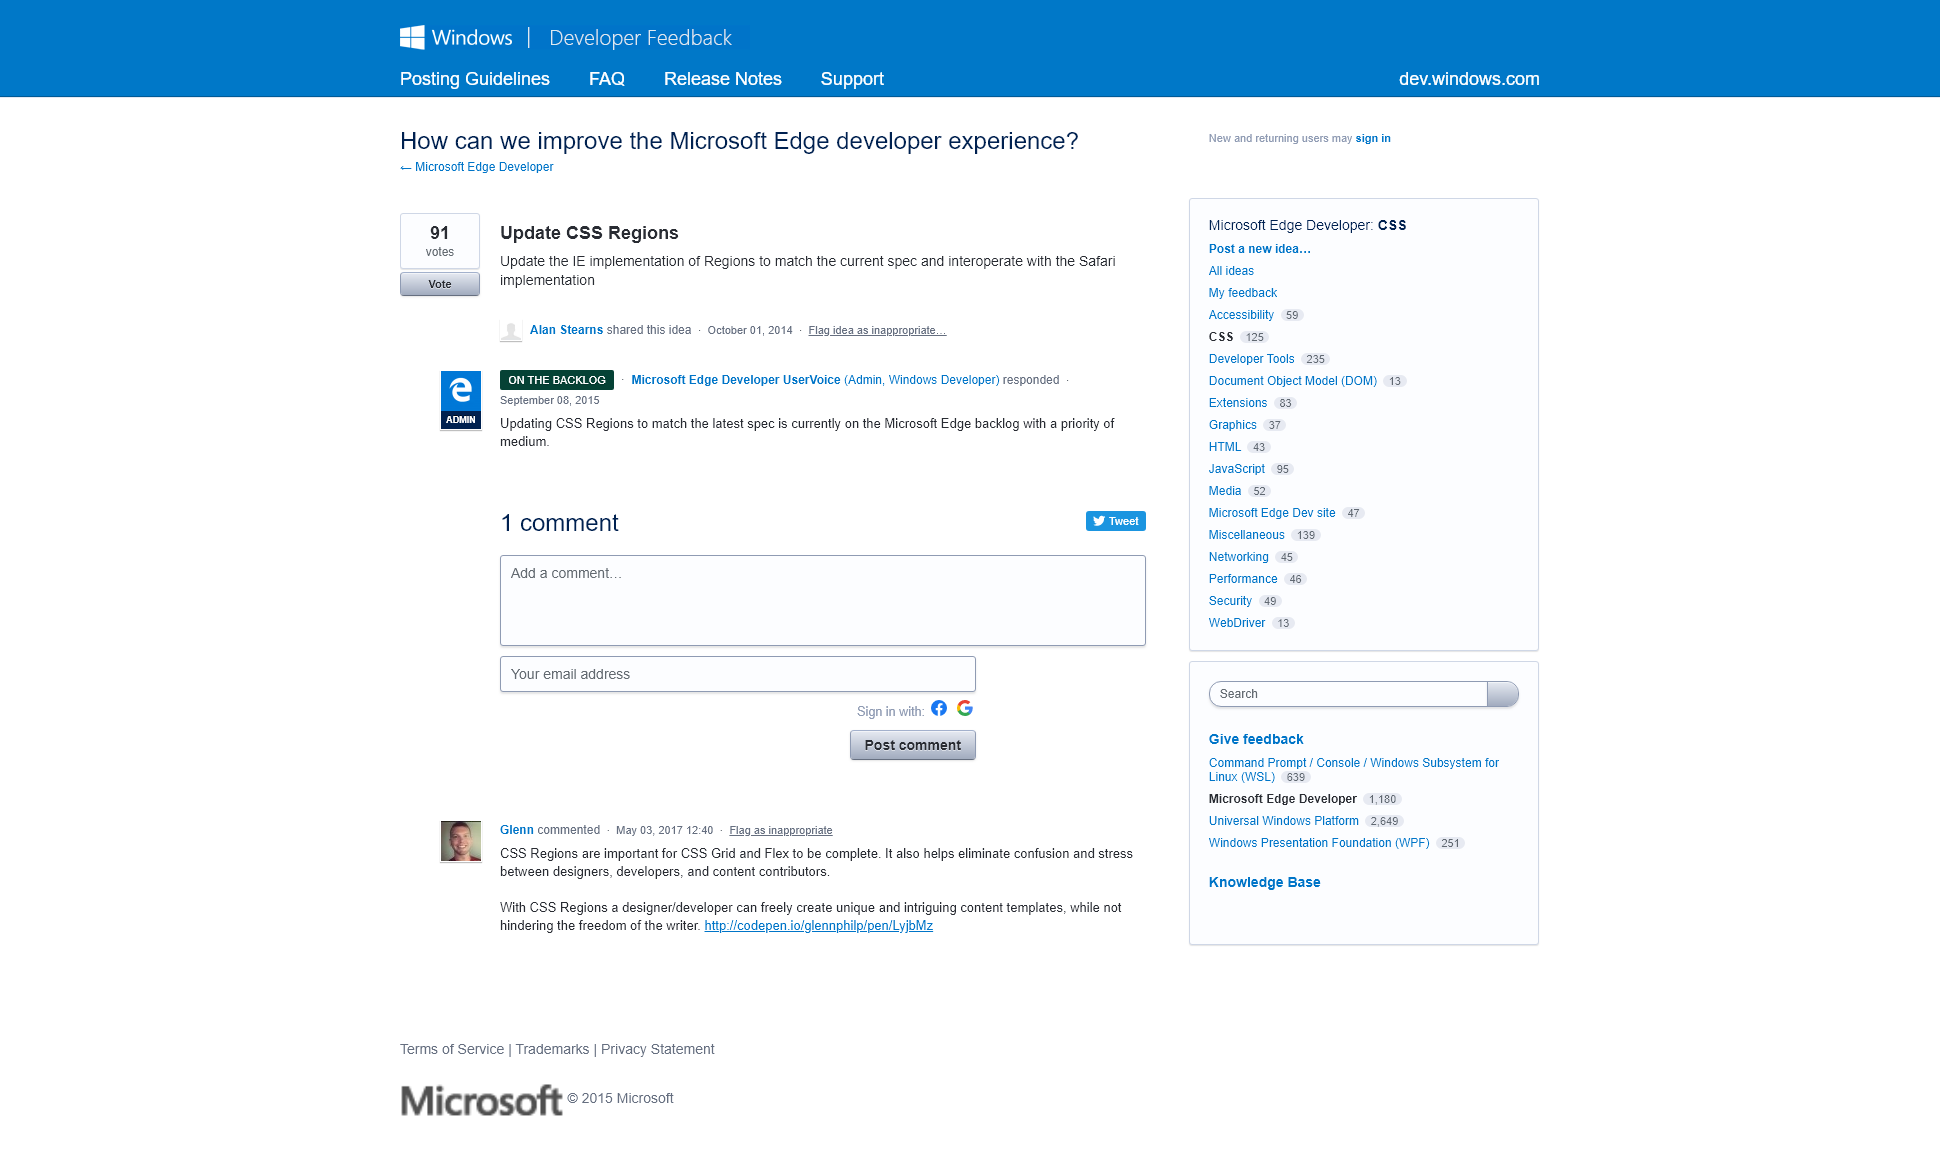 Windows | Developer Feedback
Posting Guidelines FAQ Release Notes Support dev.windows.com
How can we improve the Microsoft Edge developer experience?
← Microsoft Edge Developer
New and returning users may sign in
91
votes
Vote
Update CSS Regions
Update the IE implementation of Regions to match the current spec and interoperate with the Safari
implementation
Alan Stearns shared this idea · October 01, 2014 · Flag idea as inappropriate…
ADMIN
ON THE BACKLOG · Microsoft Edge Developer UserVoice (Admin, Windows Developer) responded ·
September 08, 2015
Updating CSS Regions to match the latest spec is currently on the Microsoft Edge backlog with a priority of
medium.
1 comment
Tweet
Add a comment…
Your email address
Sign in with:
Post comment
Glenn commented · May 03, 2017 12:40 · Flag as inappropriate
CSS Regions are important for CSS Grid and Flex to be complete. It also helps eliminate confusion and stress
between designers, developers, and content contributors.
With CSS Regions a designer/developer can freely create unique and intriguing content templates, while not
hindering the freedom of the writer. http://codepen.io/glennphilp/pen/LyjbMz
Microsoft Edge Developer: CSS
Post a new idea…
All ideas
My feedback
Accessibility 59
CSS 125
Developer Tools 235
Document Object Model (DOM) 13
Extensions 83
Graphics 37
HTML 43
JavaScript 95
Media 52
Microsoft Edge Dev site 47
Miscellaneous 139
Networking 45
Performance 46
Security 49
WebDriver 13
Search
Give feedback
Command Prompt / Console / Windows Subsystem for
Linux (WSL) 639
Microsoft Edge Developer 1,180
Universal Windows Platform 2,649
Windows Presentation Foundation (WPF) 251
Knowledge Base
Terms of Service | Trademarks | Privacy Statement
Microsoft © 2015 Microsoft